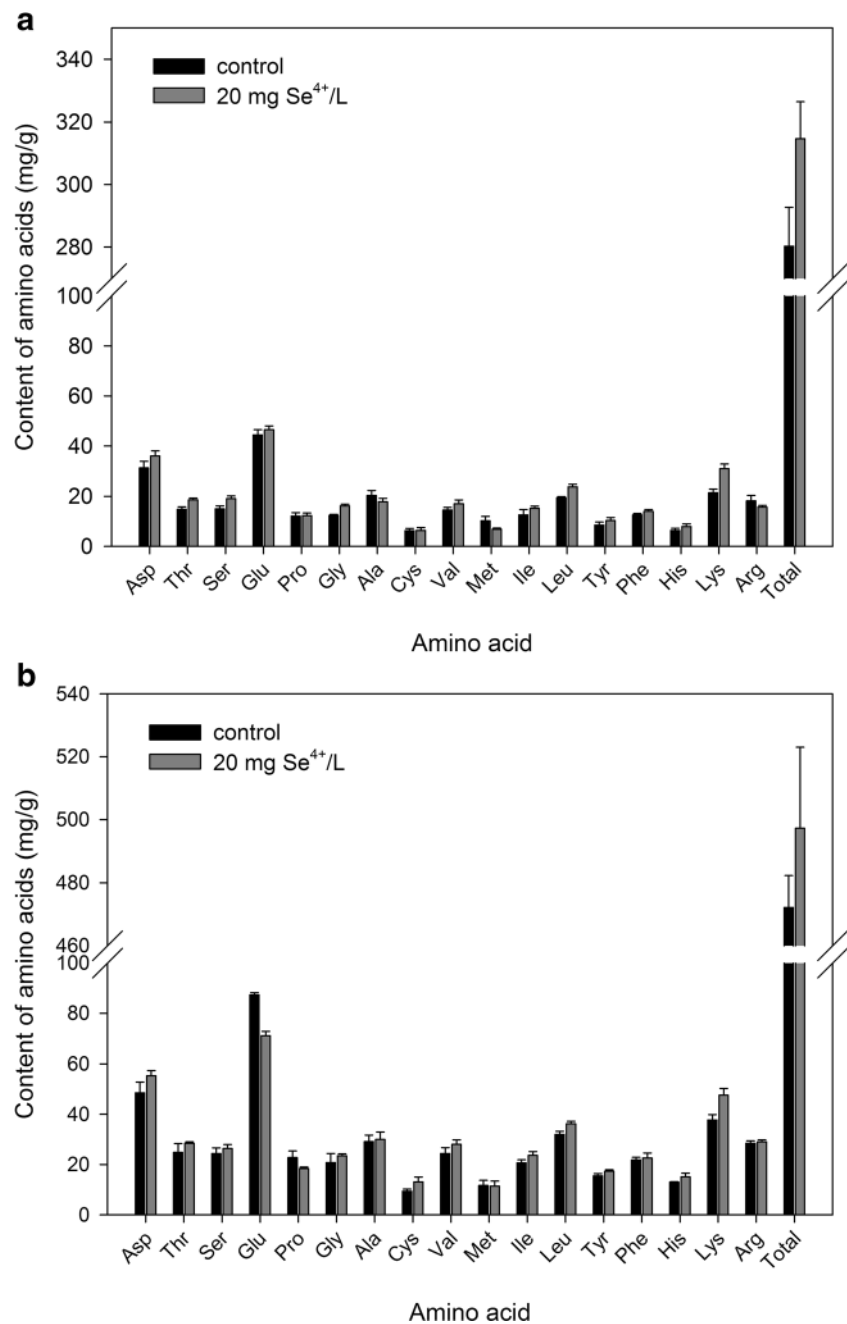 a
340
320
300
280
100
80
60
40
20
0
Content of amino acids (mg/g)
control
20 mg Se⁴⁺/L
Asp Thr Ser Glu Pro Gly Ala Cys Val Met Ile Leu Tyr Phe His Lys Arg Total
Amino acid
b
540
520
500
480
460
100
80
60
40
20
0
Content of amino acids (mg/g)
control
20 mg Se⁴⁺/L
Asp Thr Ser Glu Pro Gly Ala Cys Val Met Ile Leu Tyr Phe His Lys Arg Total
Amino acid